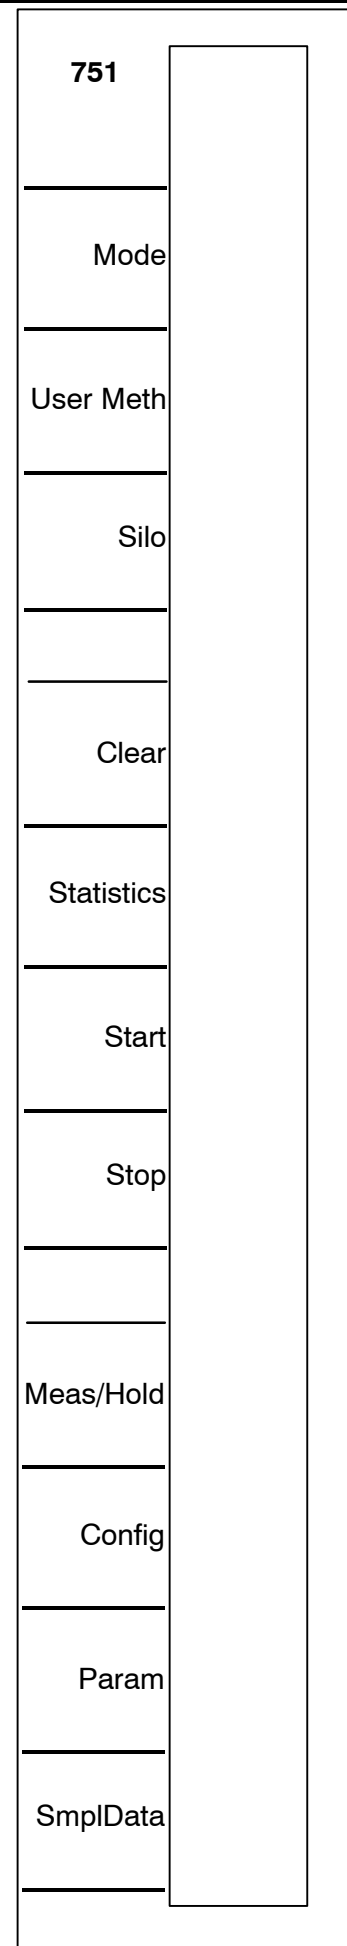 751
Mode
User Meth
Silo
Clear
Statistics
Start
Stop
Meas/Hold
Config
Param
SmplData